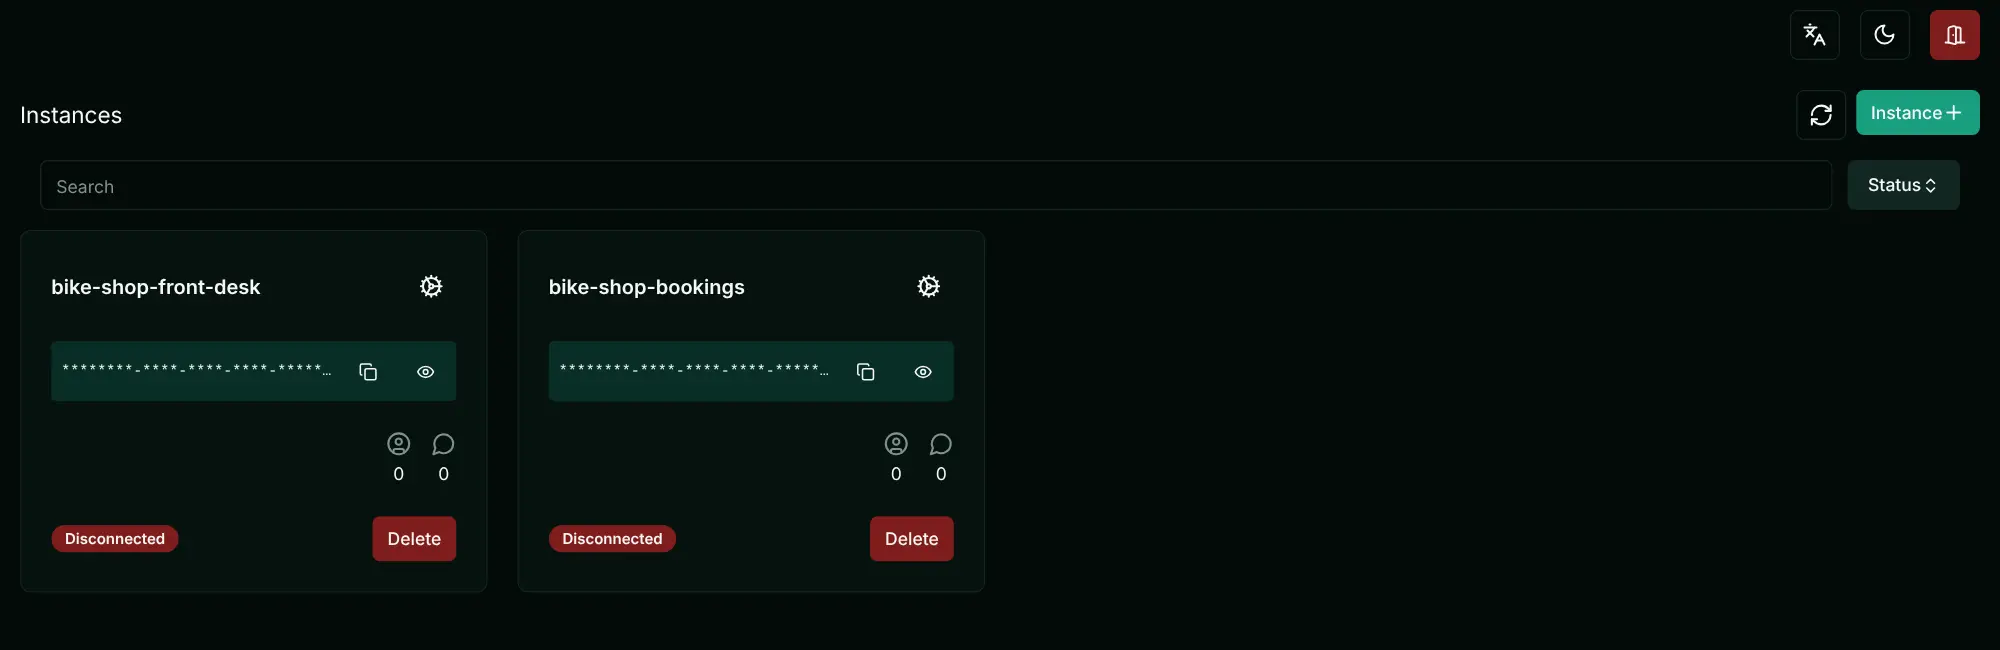 Instances
Instance+
Search
Status
bike-shop-front-desk
bike-shop-bookings
********-****-****-****-*****…
********-****-****-****-*****…
0 0
0 0
Disconnected
Delete
Disconnected
Delete